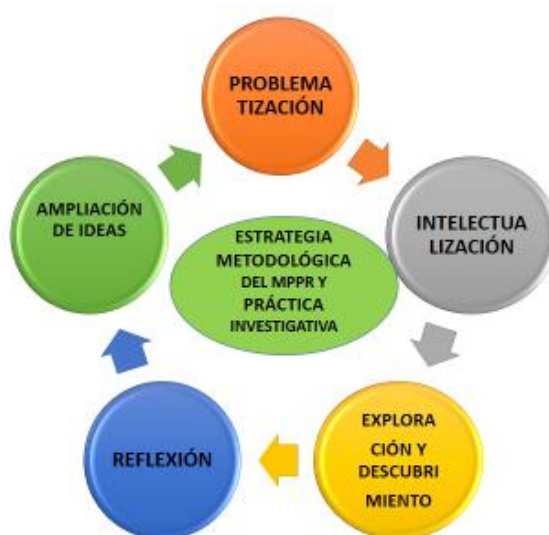 PROBLEMA
TIZACIÓN
AMPLIACIÓN
DE IDEAS
INTELECTUA
LIZACIÓN
ESTRATEGIA
METODOLÓGICA
DEL MPPR Y
PRÁCTICA
INVESTIGATIVA
REFLEXIÓN
EXPLORA
CIÓN Y
DESCUBRI
MIENTO